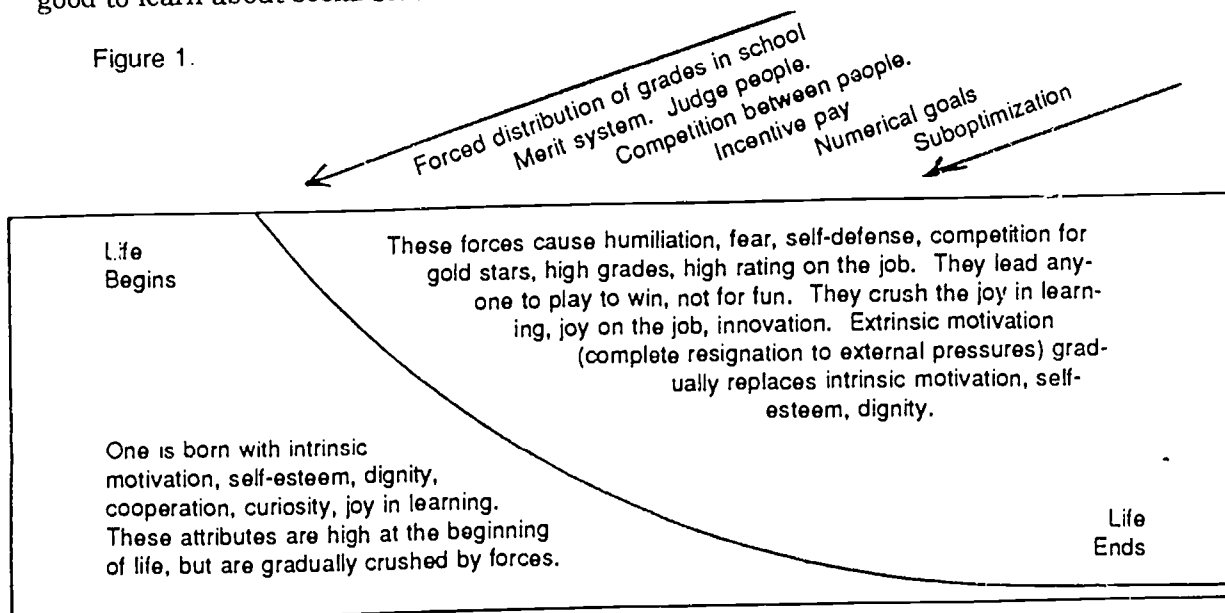 good to learn about social
Figure 1.
Forced distribution of grades in school
Merit system. Judge people.
Competition between people.
Incentive pay
Numerical goals
Suboptimization
Life
Begins
These forces cause humiliation, fear, self-defense, competition for
gold stars, high grades, high rating on the job. They lead any-
one to play to win, not for fun. They crush the joy in learn-
ing, joy on the job, innovation. Extrinsic motivation
(complete resignation to external pressures) grad-
ually replaces intrinsic motivation, self-
esteem, dignity.
One is born with intrinsic
motivation, self-esteem, dignity,
cooperation, curiosity, joy in learning.
These attributes are high at the beginning
of life, but are gradually crushed by forces.
Life
Ends